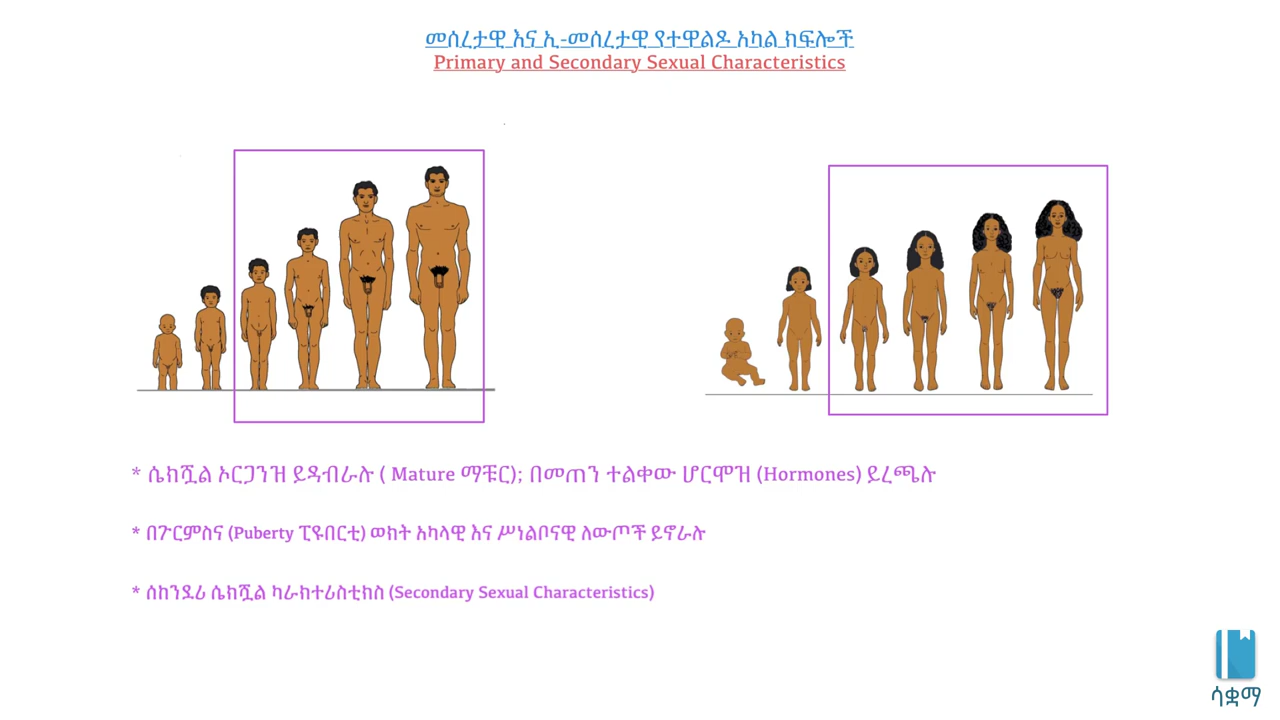 መሰረታዊ እና ኢ-መሰረታዊ የተዋልዶ አካል ክፍሎች
Primary and Secondary Sexual Characteristics
* ሴክሿል ኦርጋንዝ ይዳብራሉ ( Mature ማቹር); በመጠን ተልቀው ሆርሞዝ (Hormones) ይረጫሉ
* በጉርምስና (Puberty ፒዩበርቲ) ወክት አካላዊ እና ሥነልቦናዊ ለውጦች ይኖራሉ
* ሰከንደሪ ሴክሿል ካራክተሪስቲክስ (Secondary Sexual Characteristics)
ሳቋማ